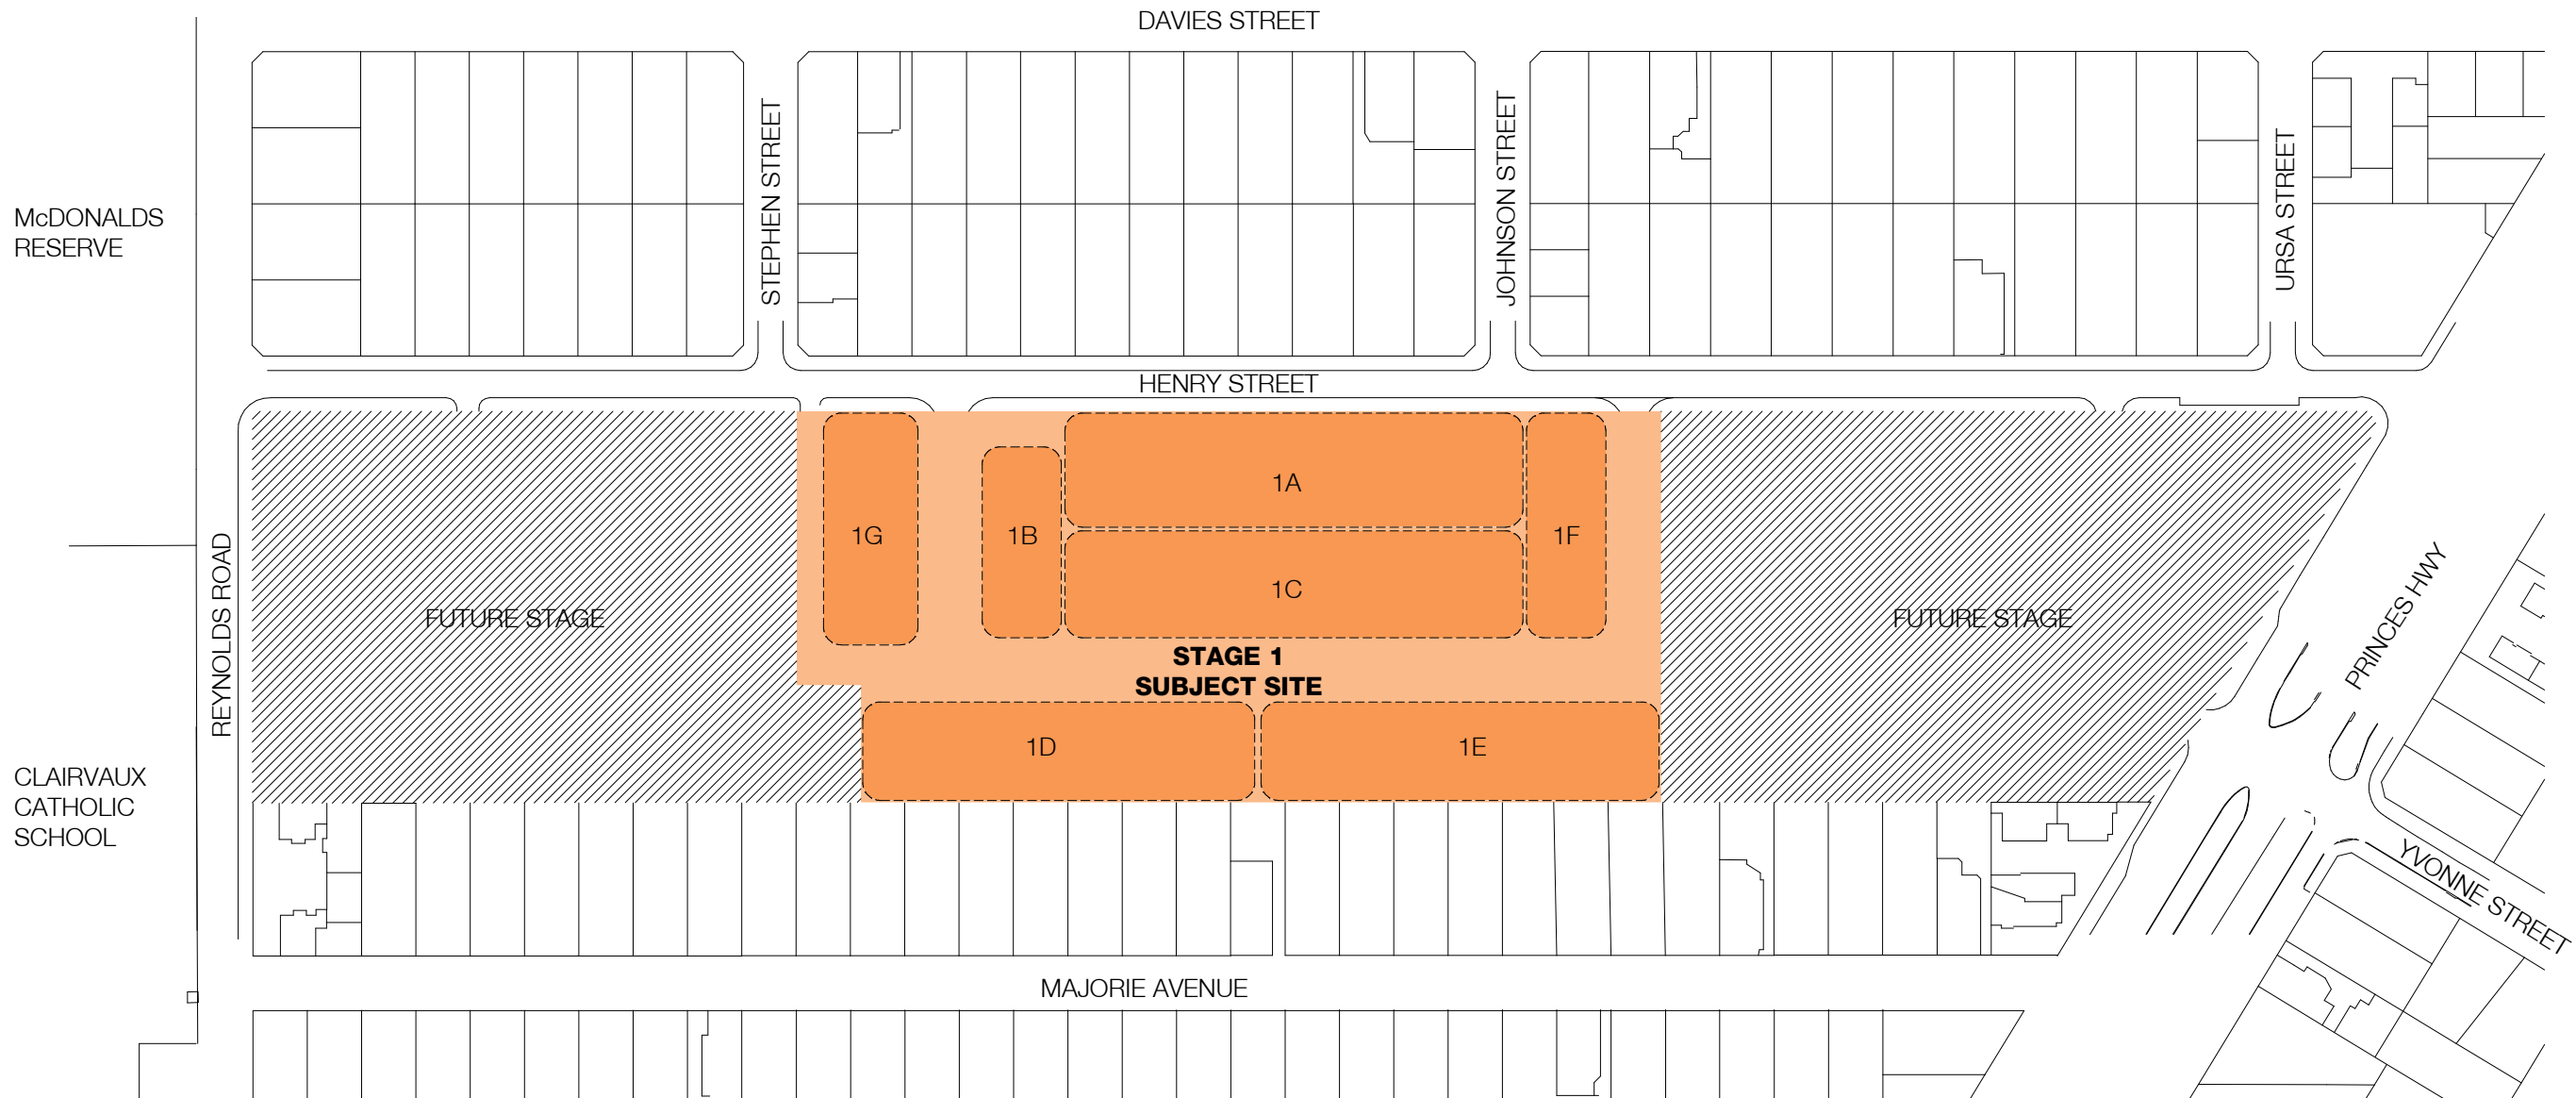 DAVIES STREET
McDONALDS
RESERVE
STEPHEN STREET
JOHNSON STREET
URSA STREET
HENRY STREET
1A
1G
1B
1F
1C
REYNOLDS ROAD
FUTURE STAGE
FUTURE STAGE
PRINCES HWY
STAGE 1
SUBJECT SITE
1D
1E
CLAIRVAUX
CATHOLIC
SCHOOL
YVONNE STREET
MAJORIE AVENUE